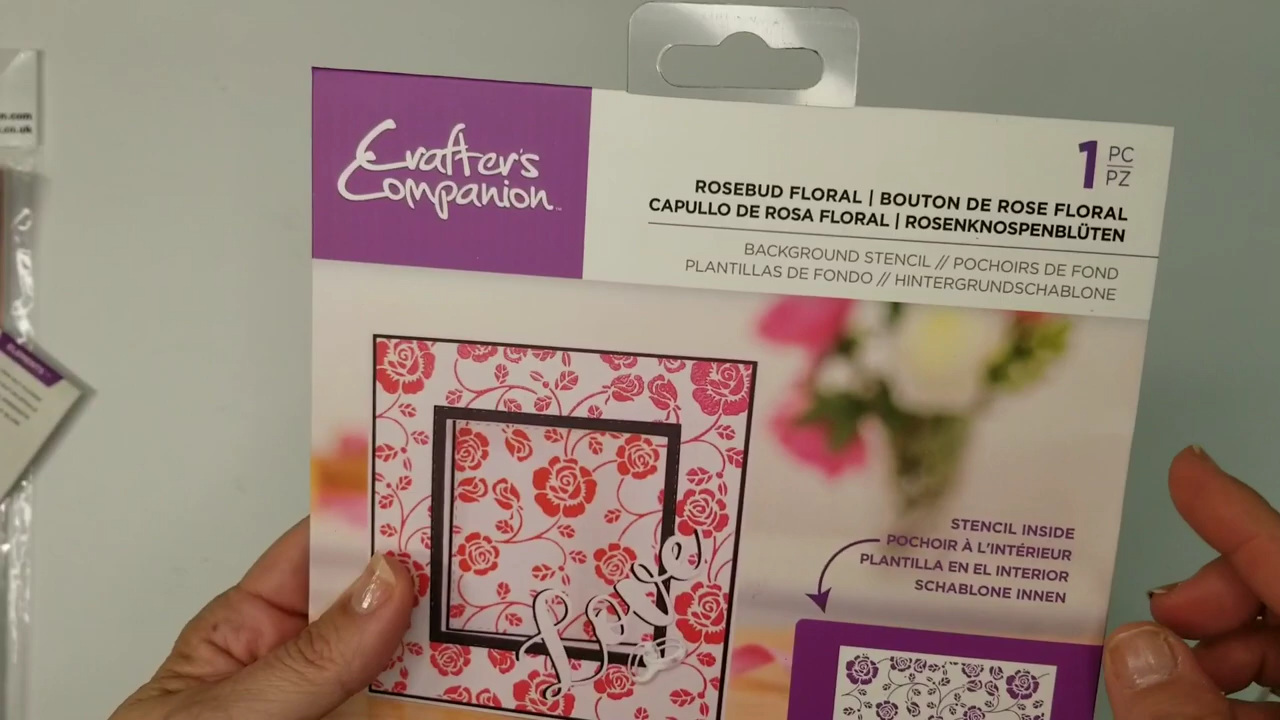 Crafter's
Companion
1 PC
PZ
ROSEBUD FLORAL | BOUTON DE ROSE FLORAL
CAPULLO DE ROSA FLORAL | ROSENKNOSPENBLÜTEN
BACKGROUND STENCIL // POCHOIRS DE FOND
PLANTILLAS DE FONDO // HINTERGRUNDSCHABLONE
STENCIL INSIDE
POCHOIR À L'INTÉRIEUR
PLANTILLA EN EL INTERIOR
SCHABLONE INNEN
Love